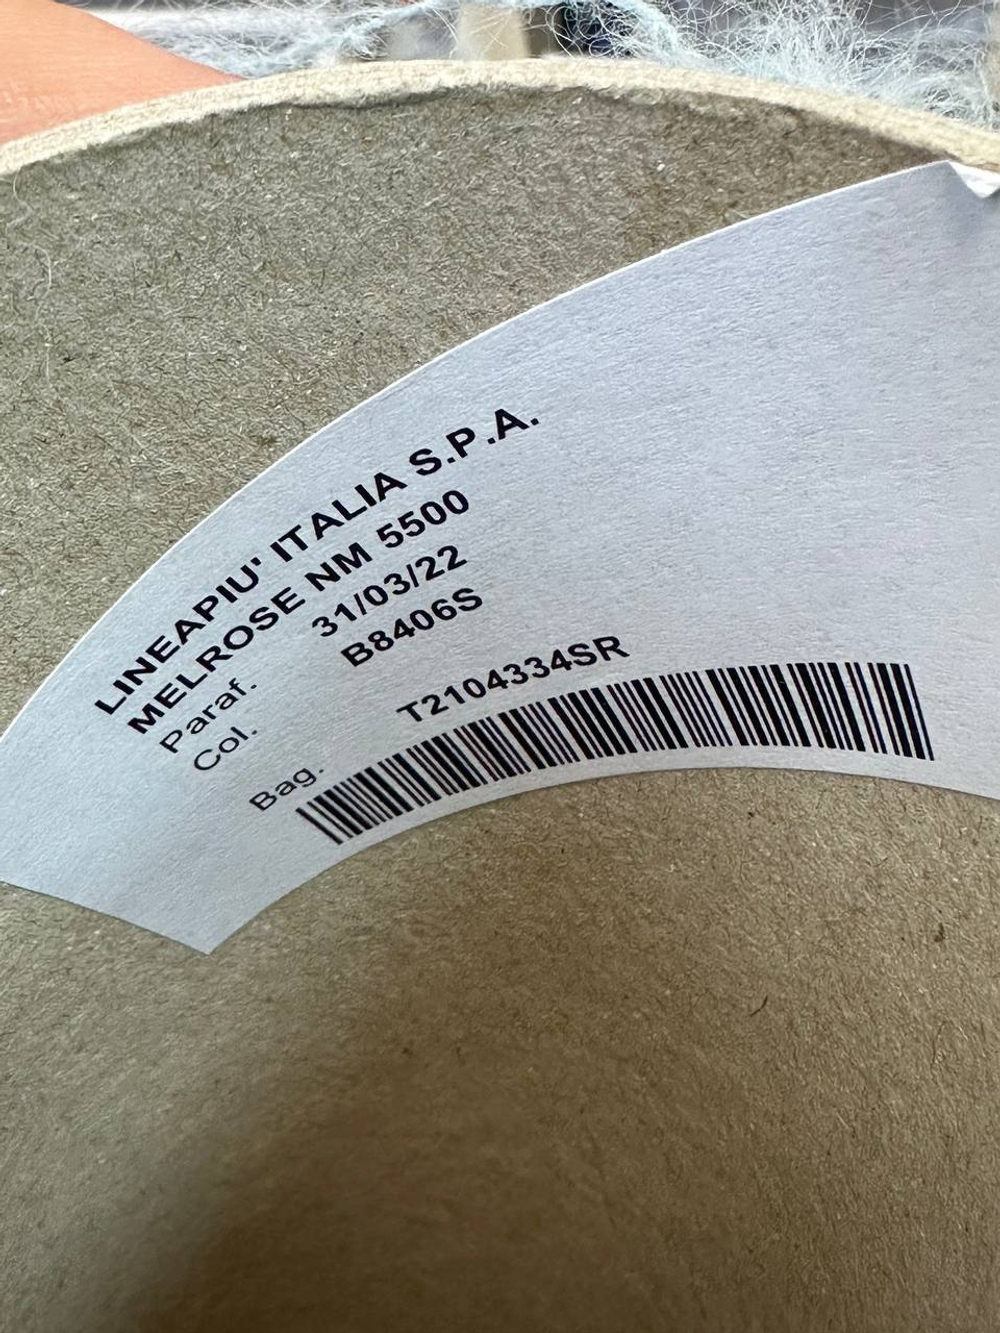 LINEAPIU' ITALIA S.P.A.
MELROSE NM 5500
Paraf. 31/03/22
Col. B8406S
Bag. T2104334SR